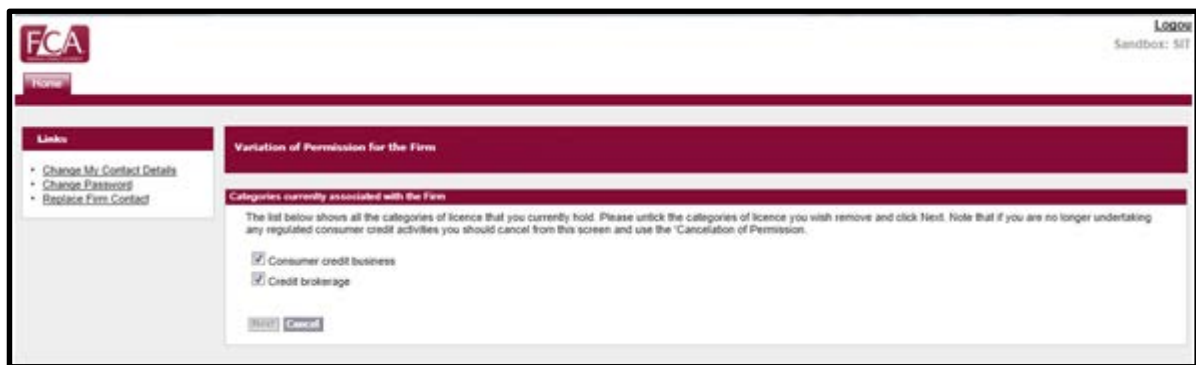 Logou
Sandbox: SIT
FCA
Home
Links
Change My Contact Details
Change Password
Replace Firm Contact
Variation of Permission for the Firm
Categories currently associated with the Firm
The list below shows all the categories of licence that you currently hold. Please untick the categories of licence you wish remove and click Next. Note that if you are no longer undertaking
any regulated consumer credit activities you should cancel from this screen and use the 'Cancelation of Permission.
Consumer credit business
Credit brokerage
Next Cancel